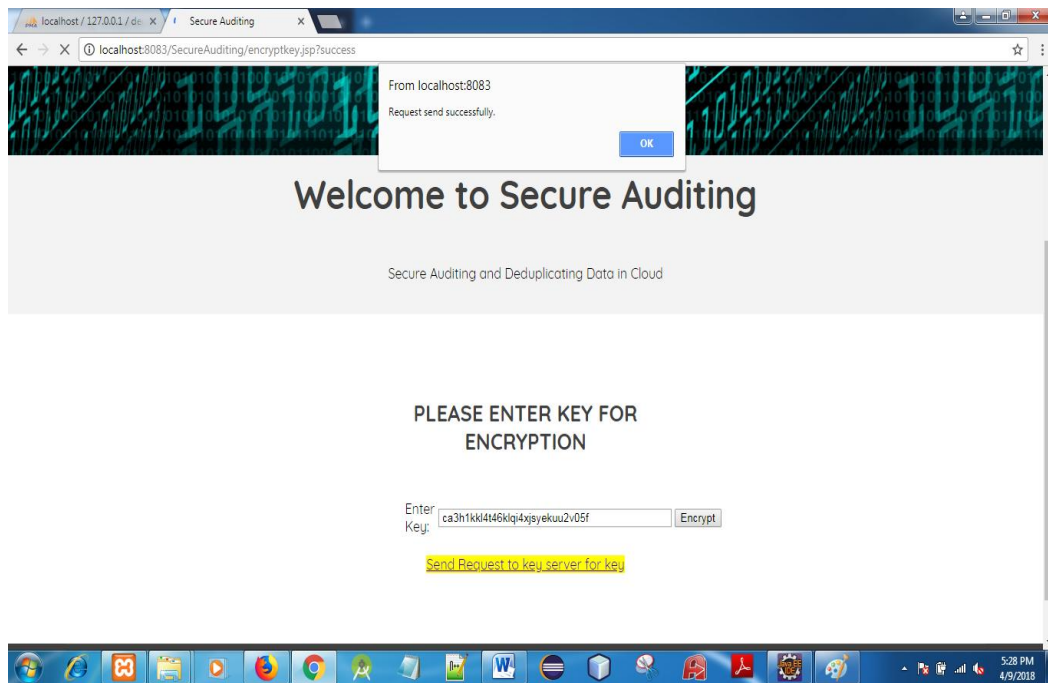 localhost / 127.0.0.1 / de
Secure Auditing
localhost:8083/SecureAuditing/encryptkey.jsp?success
From localhost:8083
Request send successfully.
OK
Welcome to Secure Auditing
Secure Auditing and Deduplicating Data in Cloud
PLEASE ENTER KEY FOR
ENCRYPTION
Enter
Key:
ca3h1kkl4t46klqi4xjsyekuu2v05f
Encrypt
Send Request to key server for key
5:28 PM
4/9/2018